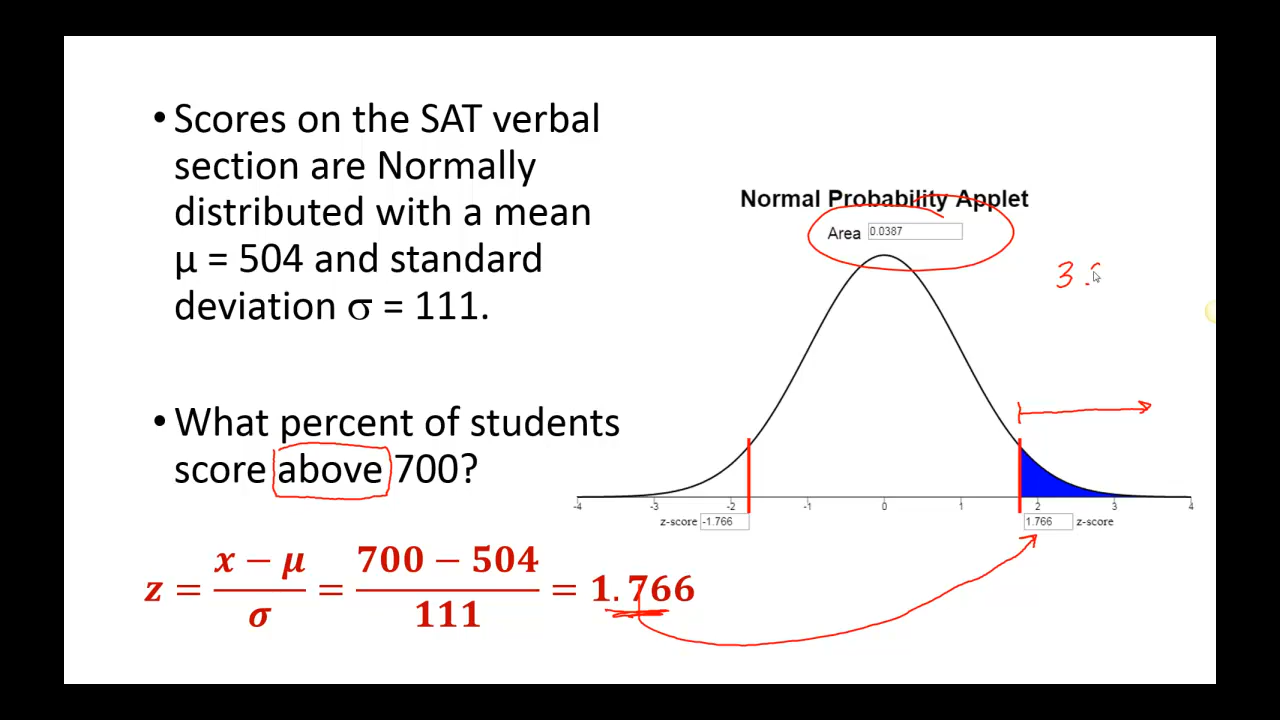 • Scores on the SAT verbal
section are Normally
distributed with a mean
μ = 504 and standard
deviation σ = 111.
• What percent of students
score above 700?
z = (x − μ)/σ = (700 − 504)/111 = 1.766
Normal Probability Applet
Area 0.0387
3.
-4 -3 -2 -1 0 1 2 3 4
z-score -1.766 1.766 z-score